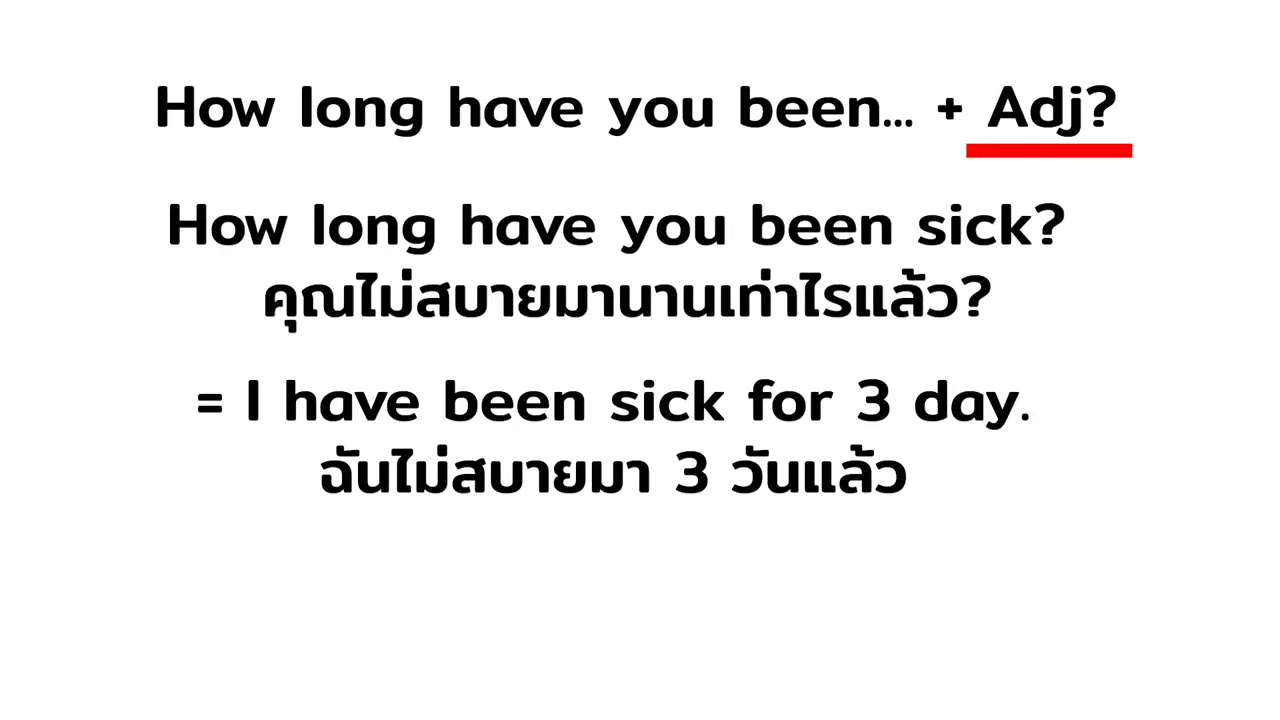 How long have you been... + Adj?
How long have you been sick?
คุณไม่สบายมานานเท่าไรแล้ว?
= I have been sick for 3 day.
ฉันไม่สบายมา 3 วันแล้ว